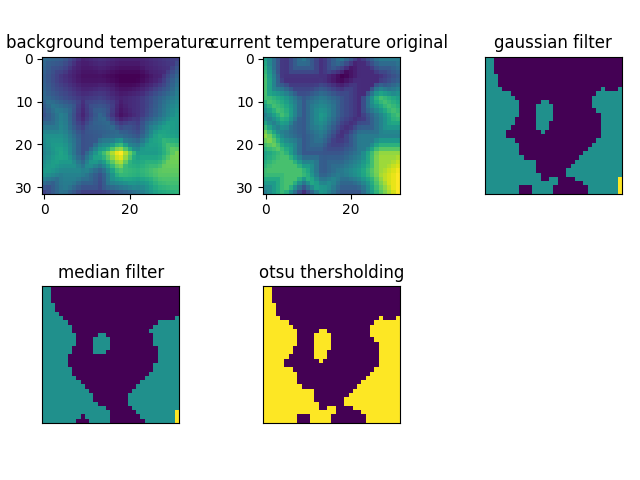 background temperature
current temperature original
gaussian filter
0
10
20
30
0
20
0
10
20
30
0
20
median filter
otsu thersholding